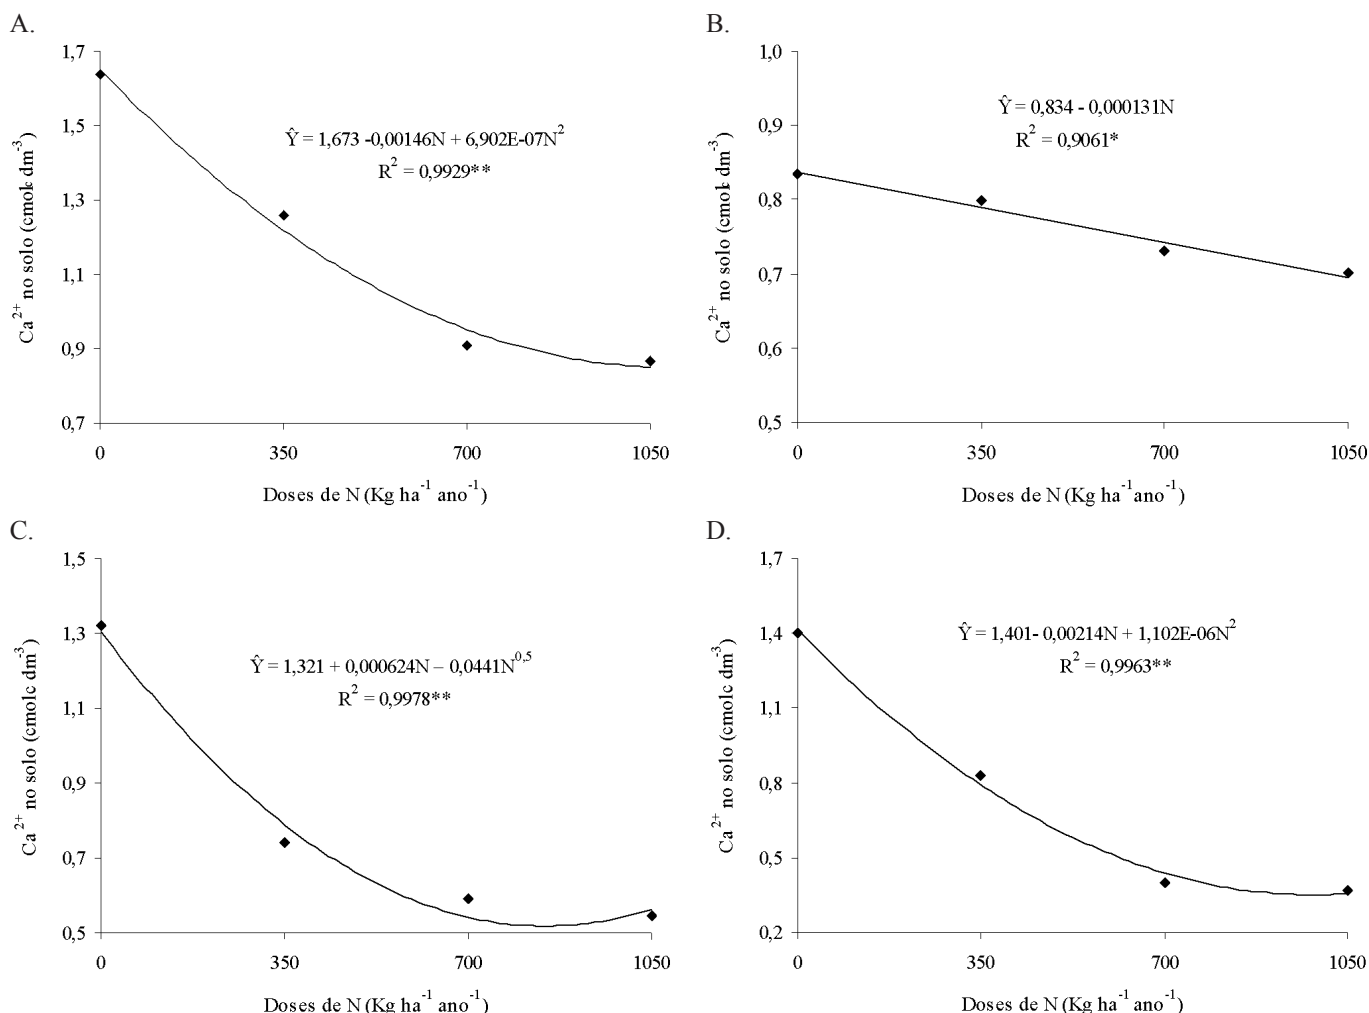 A.
1,7
1,5
1,3
1,1
0,9
0,7
Ca²⁺ no solo (cmolc dm⁻³)
Ŷ = 1,673 -0,00146N + 6,902E-07N²
R² = 0,9929**
0 350 700 1050
Doses de N (Kg ha⁻¹ ano⁻¹)
B.
1,0
0,9
0,8
0,7
0,6
0,5
Ca²⁺ no solo (cmolc dm⁻³)
Ŷ = 0,834 - 0,000131N
R² = 0,9061*
0 350 700 1050
Doses de N (Kg ha⁻¹ ano⁻¹)
C.
1,5
1,3
1,1
0,9
0,7
0,5
Ca²⁺ no solo (cmolc dm⁻³)
Ŷ = 1,321 + 0,000624N – 0,0441N⁰,⁵
R² = 0,9978**
0 350 700 1050
Doses de N (Kg ha⁻¹ ano⁻¹)
D.
1,7
1,4
1,1
0,8
0,5
0,2
Ca²⁺ no solo (cmolc dm⁻³)
Ŷ = 1,401- 0,00214N + 1,102E-06N²
R² = 0,9963**
0 350 700 1050
Doses de N (Kg ha⁻¹ ano⁻¹)